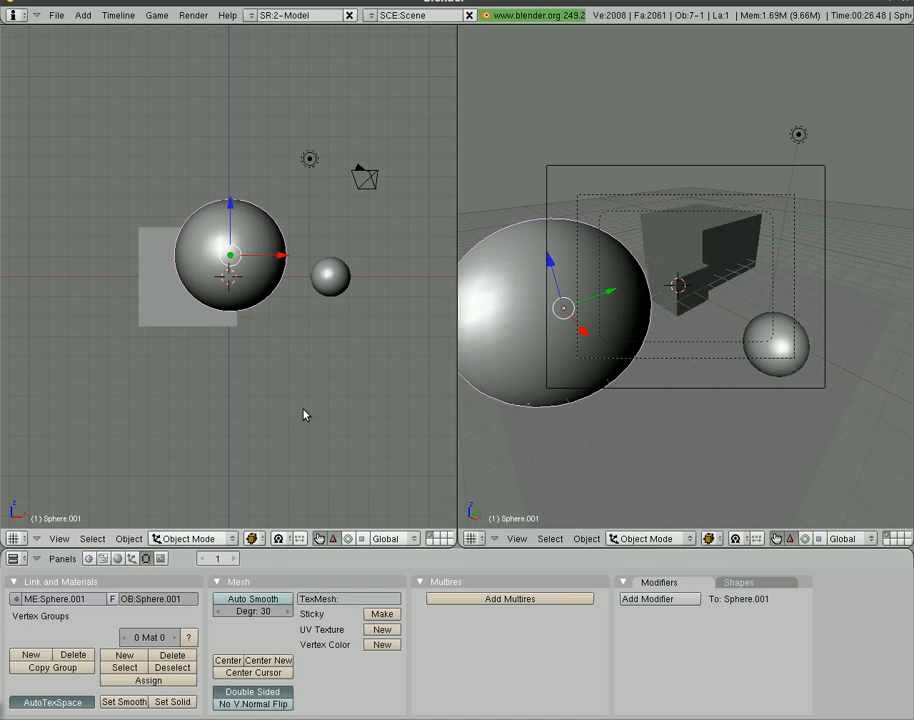 Blender
File Add Timeline Game Render Help SR:2-Model SCE:Scene www.blender.org 249.2 Ve:2008 | Fa:2061 | Ob:7-1 | La:1 | Mem:1.69M (9.66M) | Time:00:26.48 | Sph
z
x
(1) Sphere.001
(1) Sphere.001
View Select Object Object Mode Global
View Select Object Object Mode Global
Panels 1
Link and Materials
ME:Sphere.001 F OB:Sphere.001
Vertex Groups
0 Mat 0 ?
New Delete New Delete
Copy Group Select Deselect
Assign
AutoTexSpace Set Smooth Set Solid
Mesh
Auto Smooth TexMesh:
Degr: 30 Sticky Make
UV Texture New
Vertex Color New
Center Center New
Center Cursor
Double Sided
No V.Normal Flip
Multires
Add Multires
Modifiers Shapes
Add Modifier To: Sphere.001